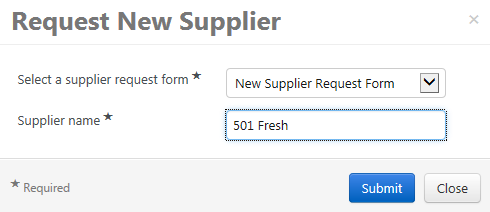 Request New Supplier ×
Select a supplier request form ★ New Supplier Request Form
Supplier name ★ 501 Fresh
★ Required Submit Close